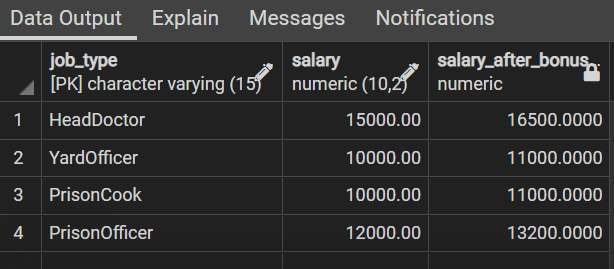 Data Output Explain Messages Notifications
job_type salary salary_after_bonus..
[PK] character varying (15) numeric (10,2) numeric
1 HeadDoctor 15000.00 16500.0000
2 YardOfficer 10000.00 11000.0000
3 PrisonCook 10000.00 11000.0000
4 PrisonOfficer 12000.00 13200.0000